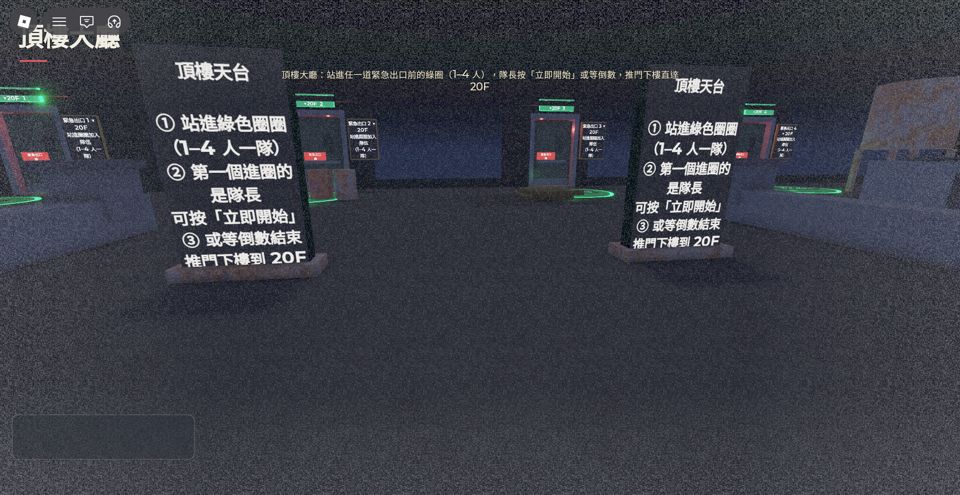 頂樓大廳
頂樓大廳：站進任一道緊急出口前的綠圈（1–4 人），隊長按「立即開始」或等倒數，推門下樓直達
20F
頂樓天台
① 站進綠色圈圈
（1–4 人一隊）
② 第一個進圈的
是隊長
可按「立即開始」
③ 或等倒數結束
推門下樓到 20F
頂樓天台
① 站進綠色圈圈
（1–4 人一隊）
② 第一個進圈的
是隊長
可按「立即開始」
③ 或等倒數結束
推門下樓到 20F
+20F 1
緊急出口 1
20F
+20F 2
緊急出口 2
20F
+20F 3
緊急出口 3
20F